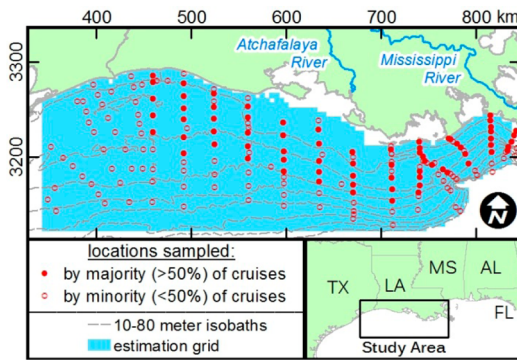 400 500 600 700 800 km
3300
3200
Atchafalaya
River
Mississippi
River
N
locations sampled:
by majority (>50%) of cruises
by minority (<50%) of cruises
10-80 meter isobaths
estimation grid
TX
LA
MS
AL
FL
Study Area